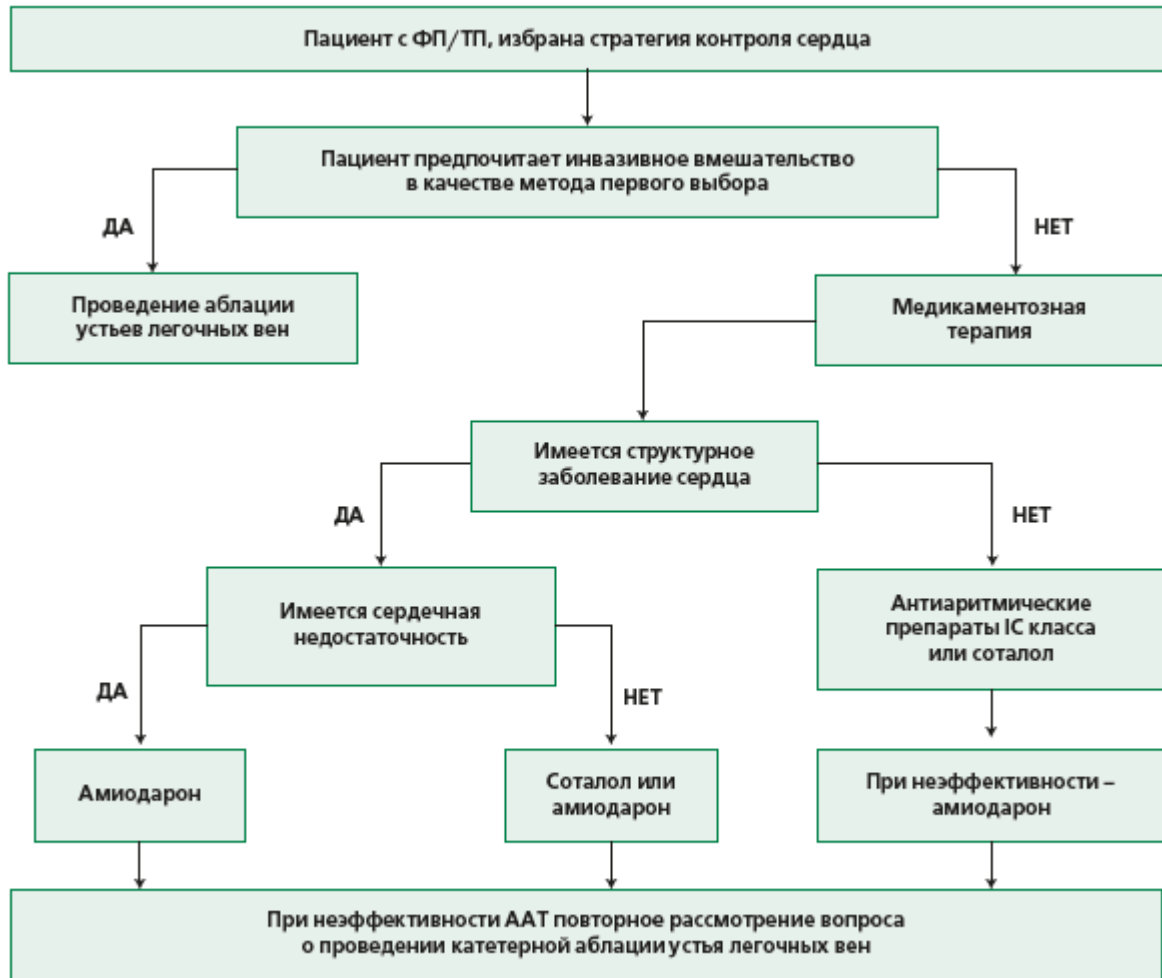 Пациент с ФП/ТП, избрана стратегия контроля сердца
Пациент предпочитает инвазивное вмешательство
в качестве метода первого выбора
ДА
НЕТ
Проведение аблации
устьев легочных вен
Медикаментозная
терапия
Имеется структурное
заболевание сердца
ДА
НЕТ
Имеется сердечная
недостаточность
Антиаритмические
препараты IC класса
или соталол
ДА
НЕТ
Амиодарон
Соталол или
амиодарон
При неэффективности –
амиодарон
При неэффективности ААТ повторное рассмотрение вопроса
о проведении катетерной аблации устья легочных вен